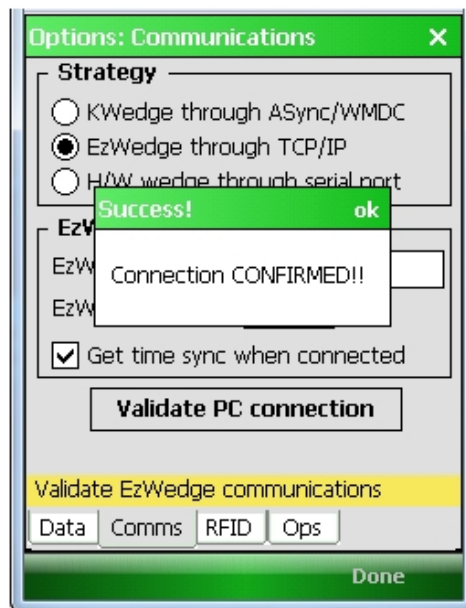 Options: Communications
Strategy
KWedge through ASync/WMDC
EzWedge through TCP/IP
H/W wedge through serial port
Success! ok
Connection CONFIRMED!!
Get time sync when connected
Validate PC connection
Validate EzWedge communications
Data Comms RFID Ops
Done